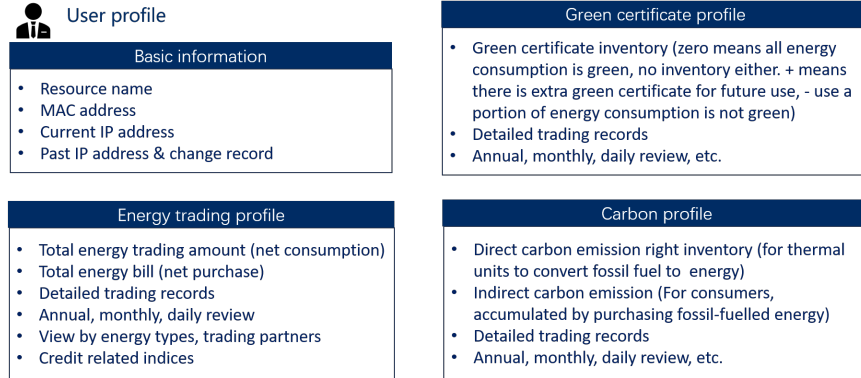 User profile
Basic information
• Resource name
• MAC address
• Current IP address
• Past IP address & change record
Green certificate profile
• Green certificate inventory (zero means all energy
consumption is green, no inventory either. + means
there is extra green certificate for future use, - use a
portion of energy consumption is not green)
• Detailed trading records
• Annual, monthly, daily review, etc.
Energy trading profile
• Total energy trading amount (net consumption)
• Total energy bill (net purchase)
• Detailed trading records
• Annual, monthly, daily review
• View by energy types, trading partners
• Credit related indices
Carbon profile
• Direct carbon emission right inventory (for thermal
units to convert fossil fuel to energy)
• Indirect carbon emission (For consumers,
accumulated by purchasing fossil-fuelled energy)
• Detailed trading records
• Annual, monthly, daily review, etc.